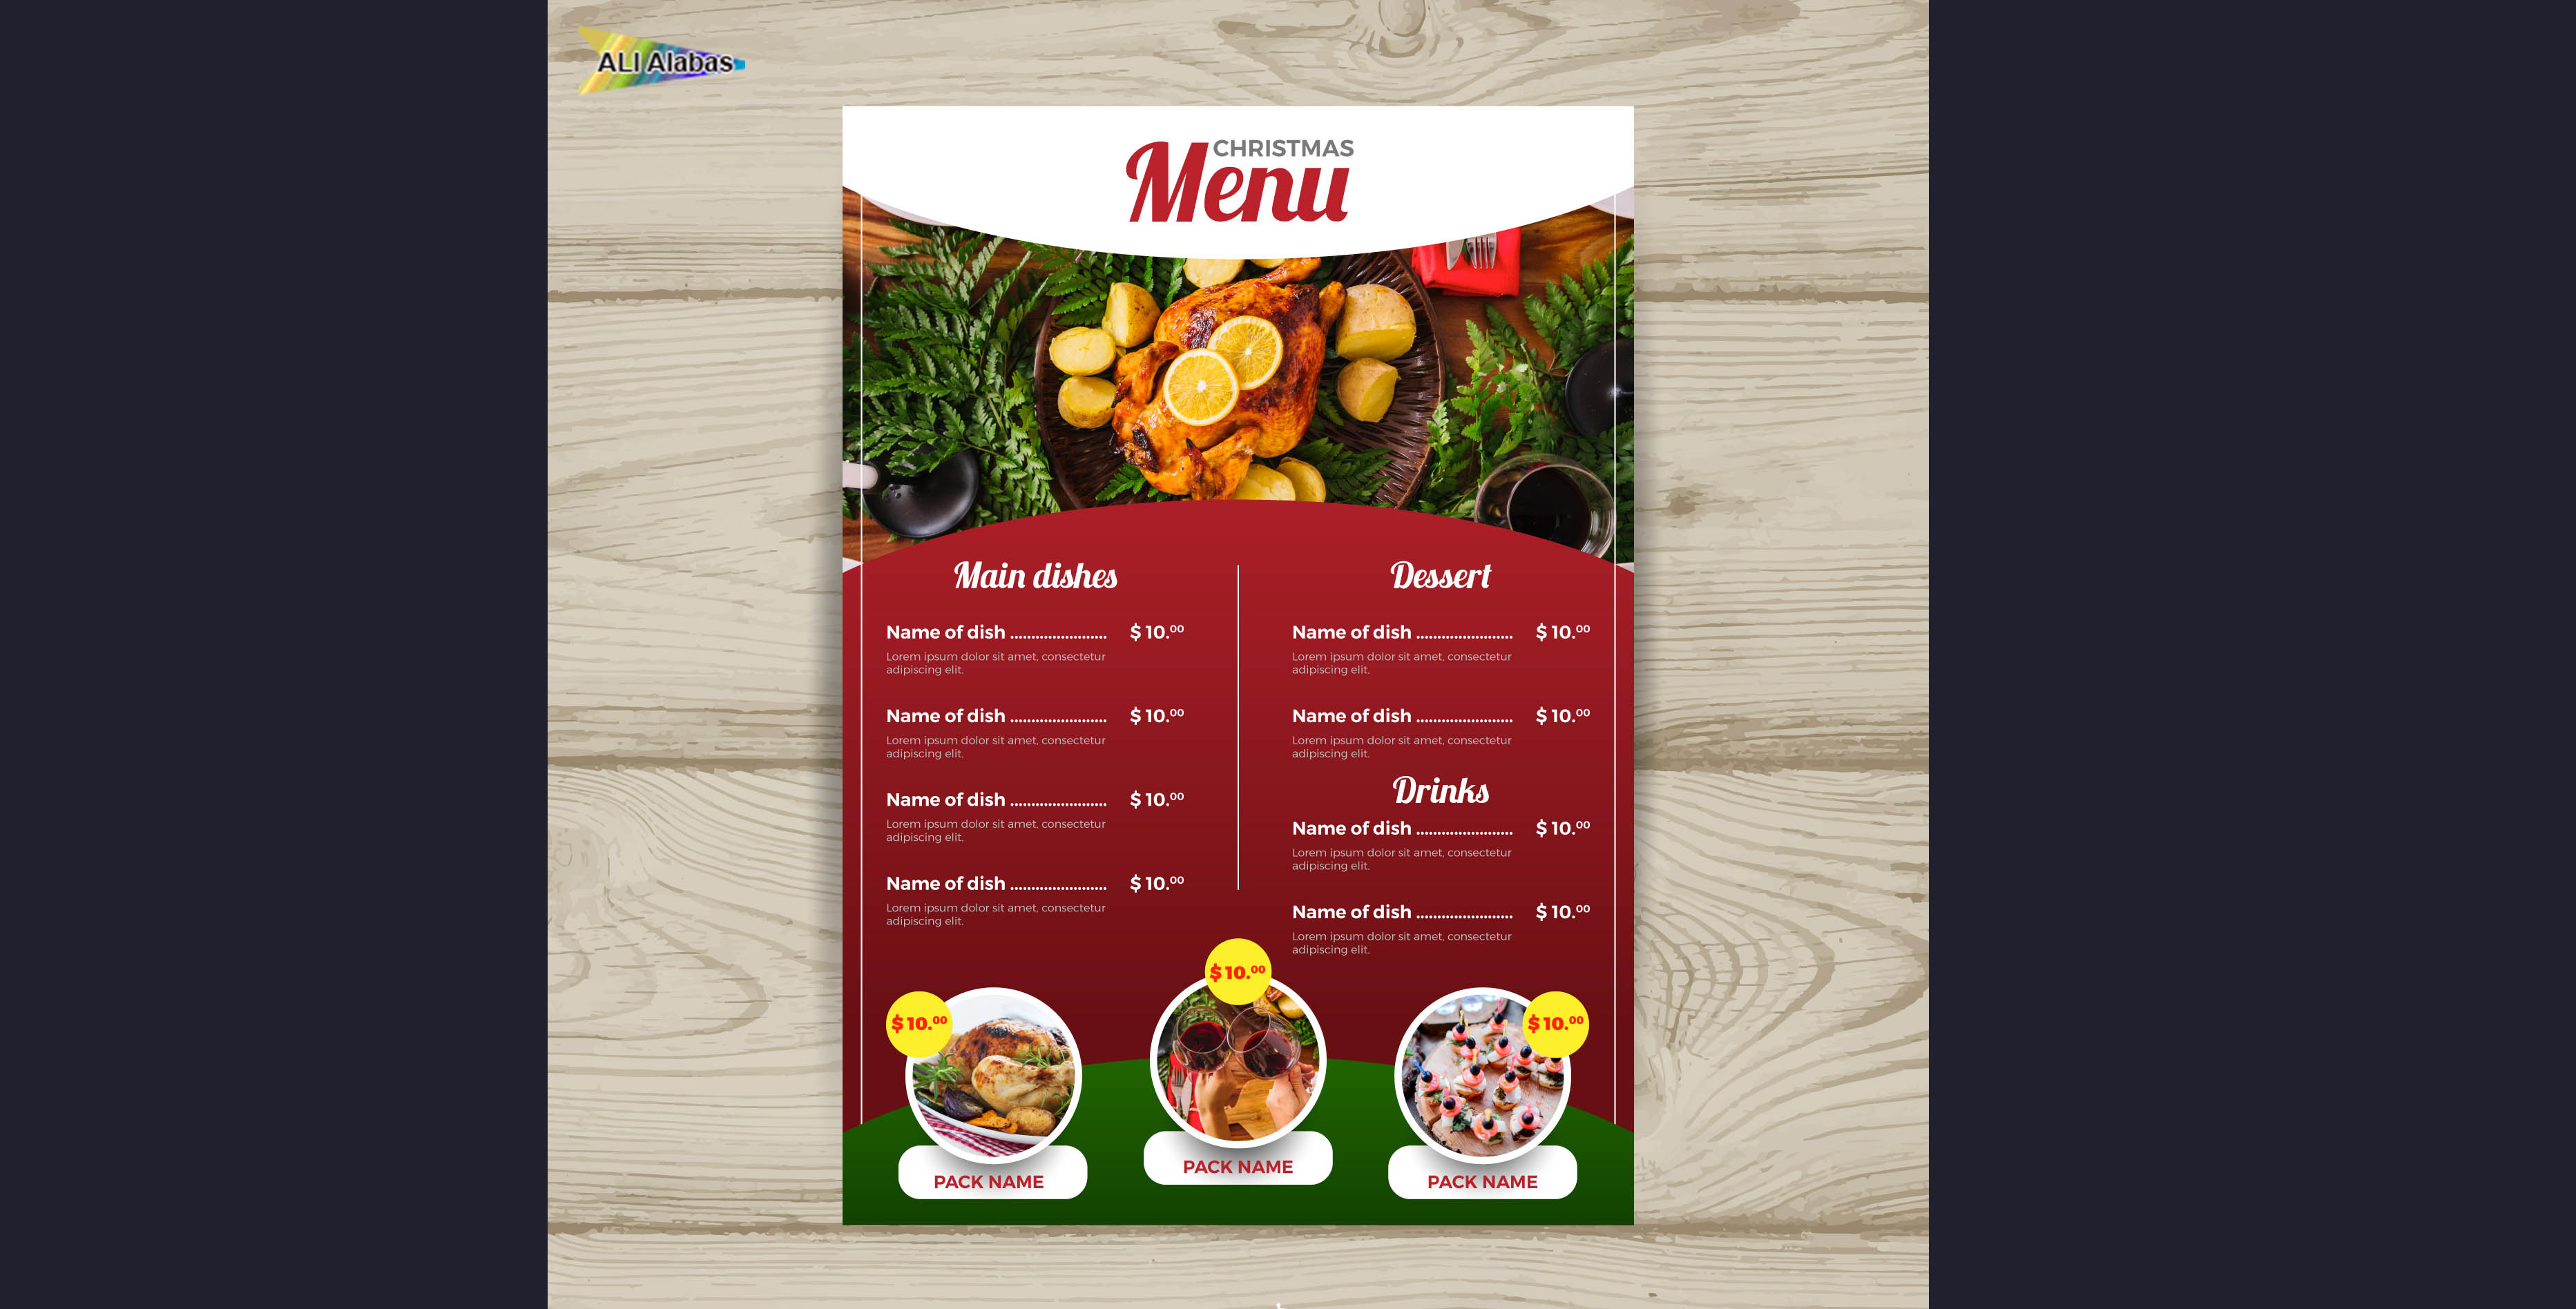 ALI Alabas
CHRISTMAS
Menu
Main dishes
Name of dish ....................... $ 10.00
Lorem ipsum dolor sit amet, consectetur
adipiscing elit.
Name of dish ....................... $ 10.00
Lorem ipsum dolor sit amet, consectetur
adipiscing elit.
Name of dish ....................... $ 10.00
Lorem ipsum dolor sit amet, consectetur
adipiscing elit.
Name of dish ....................... $ 10.00
Lorem ipsum dolor sit amet, consectetur
adipiscing elit.
Dessert
Name of dish ....................... $ 10.00
Lorem ipsum dolor sit amet, consectetur
adipiscing elit.
Name of dish ....................... $ 10.00
Lorem ipsum dolor sit amet, consectetur
adipiscing elit.
Drinks
Name of dish ....................... $ 10.00
Lorem ipsum dolor sit amet, consectetur
adipiscing elit.
Name of dish ....................... $ 10.00
Lorem ipsum dolor sit amet, consectetur
adipiscing elit.
$ 10.00
PACK NAME
$ 10.00
PACK NAME
$ 10.00
PACK NAME